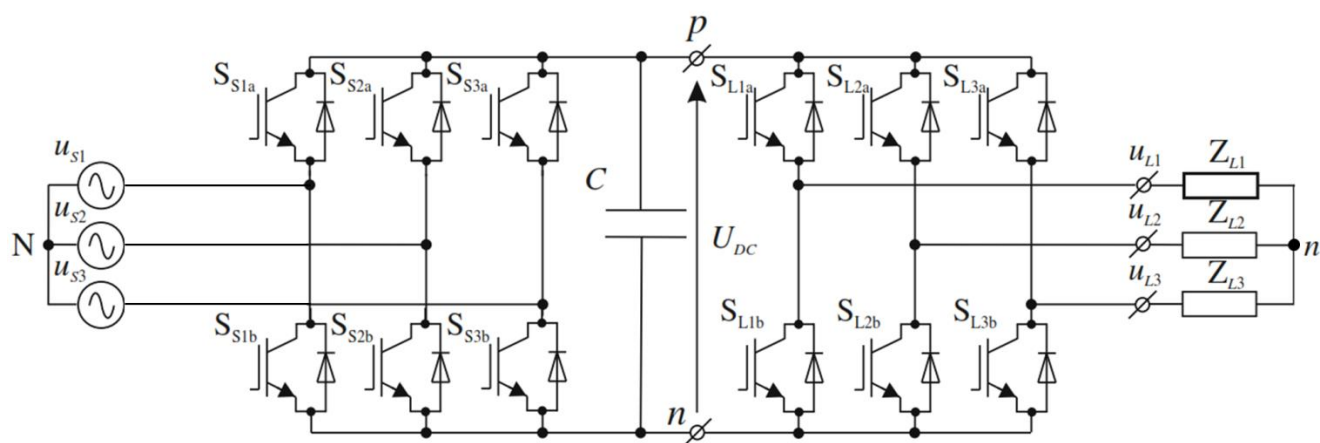 p
S_S1a S_S2a S_S3a S_L1a S_L2a S_L3a
u_S1 u_L1 Z_L1
C
u_S2 u_L2 Z_L2
N U_DC n
u_S3 u_L3 Z_L3
S_S1b S_S2b S_S3b S_L1b S_L2b S_L3b
n